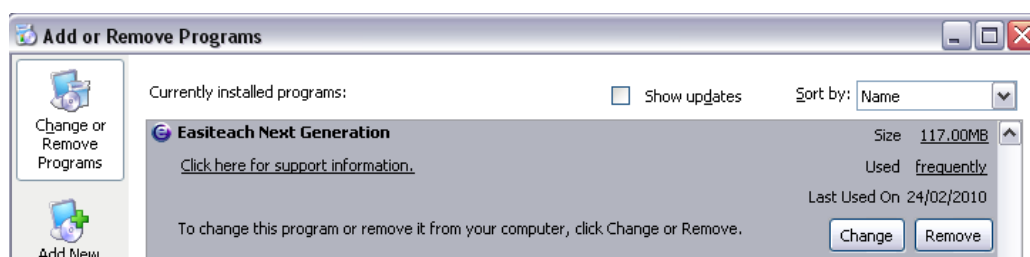 Add or Remove Programs
Change or
Remove
Programs
Add New
Currently installed programs:
Show updates
Sort by: Name
Easiteach Next Generation
Size 117.00MB
Click here for support information.
Used frequently
Last Used On 24/02/2010
To change this program or remove it from your computer, click Change or Remove.
Change Remove